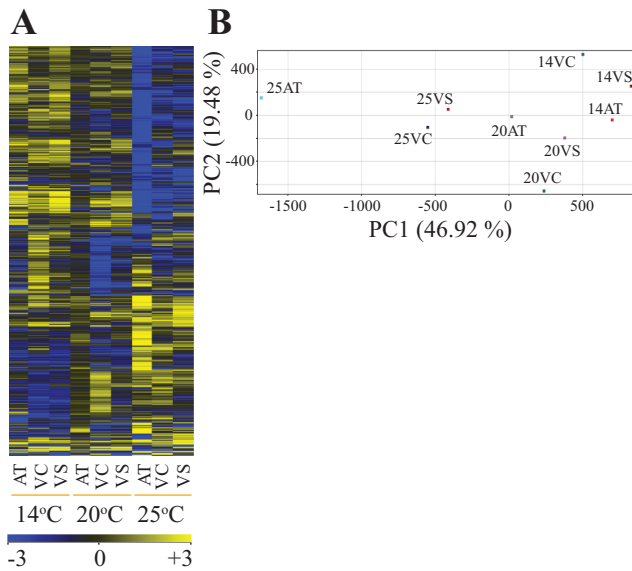 A
AT VC VS AT VC VS AT VC VS
14°C 20°C 25°C
-3 0 +3
B
PC2 (19.48 %)
400
0
-400
14VC
14VS
25AT
25VS
14AT
25VC
20AT
20VS
20VC
-1500 -1000 -500 0 500
PC1 (46.92 %)